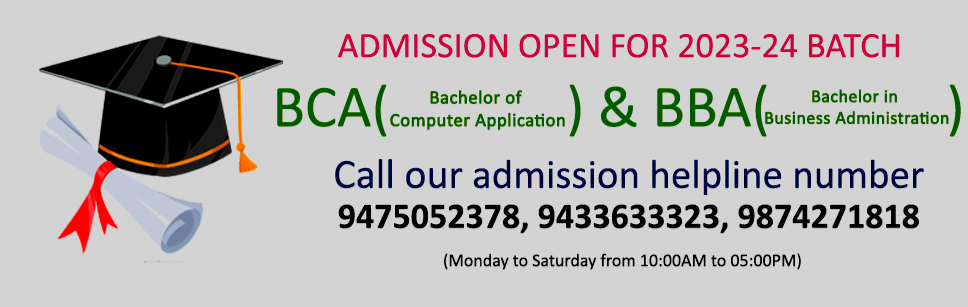 ADMISSION OPEN FOR 2023-24 BATCH
BCA(Bachelor of Computer Application) & BBA(Bachelor in Business Administration)
Call our admission helpline number
9475052378, 9433633323, 9874271818
(Monday to Saturday from 10:00AM to 05:00PM)